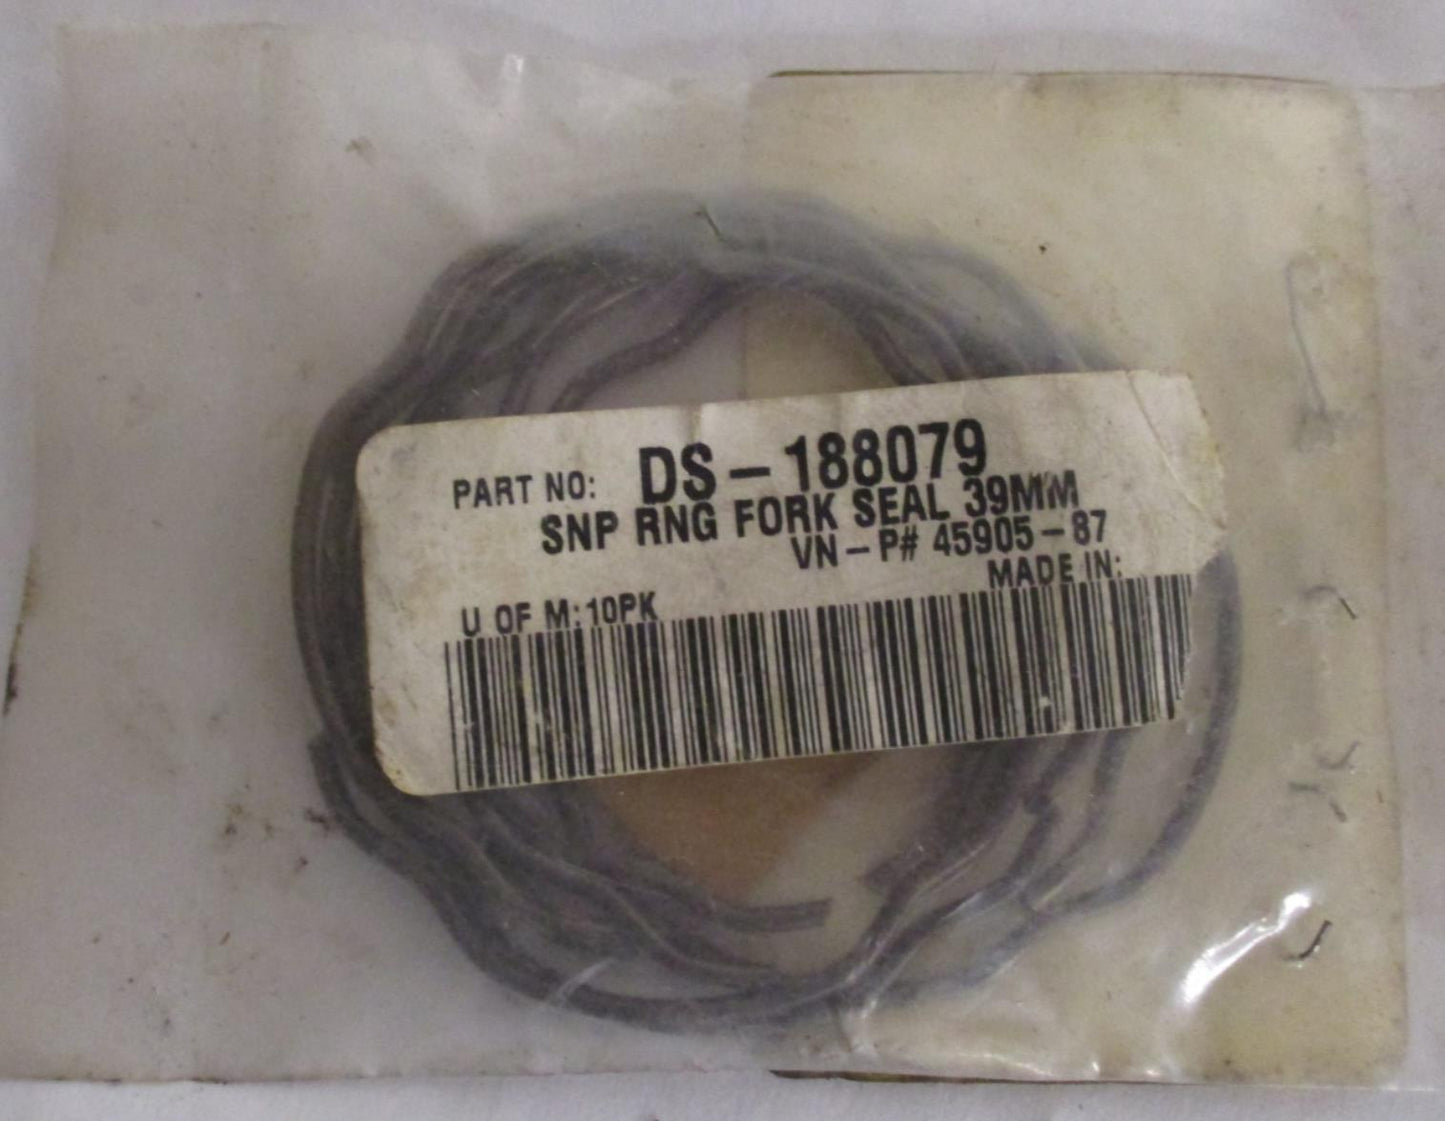 PART NO: DS-188079
SNP RNG FORK SEAL 39MM
VN-P# 45905-87
MADE IN:
U OF M: 10PK